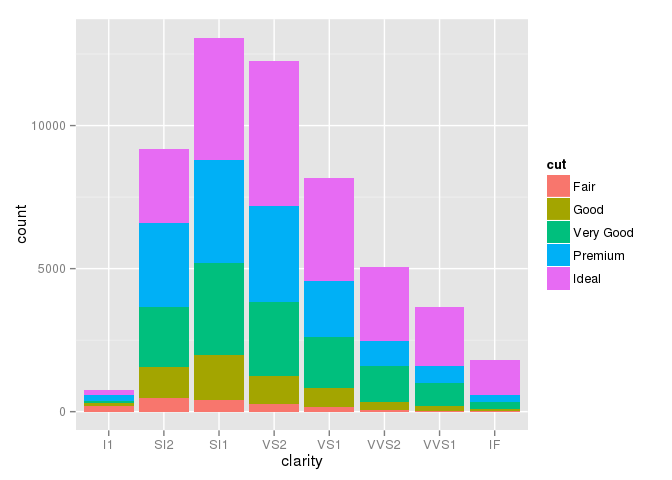 10000
5000
0
count
I1 SI2 SI1 VS2 VS1 VVS2 VVS1 IF
clarity
cut
Fair
Good
Very Good
Premium
Ideal